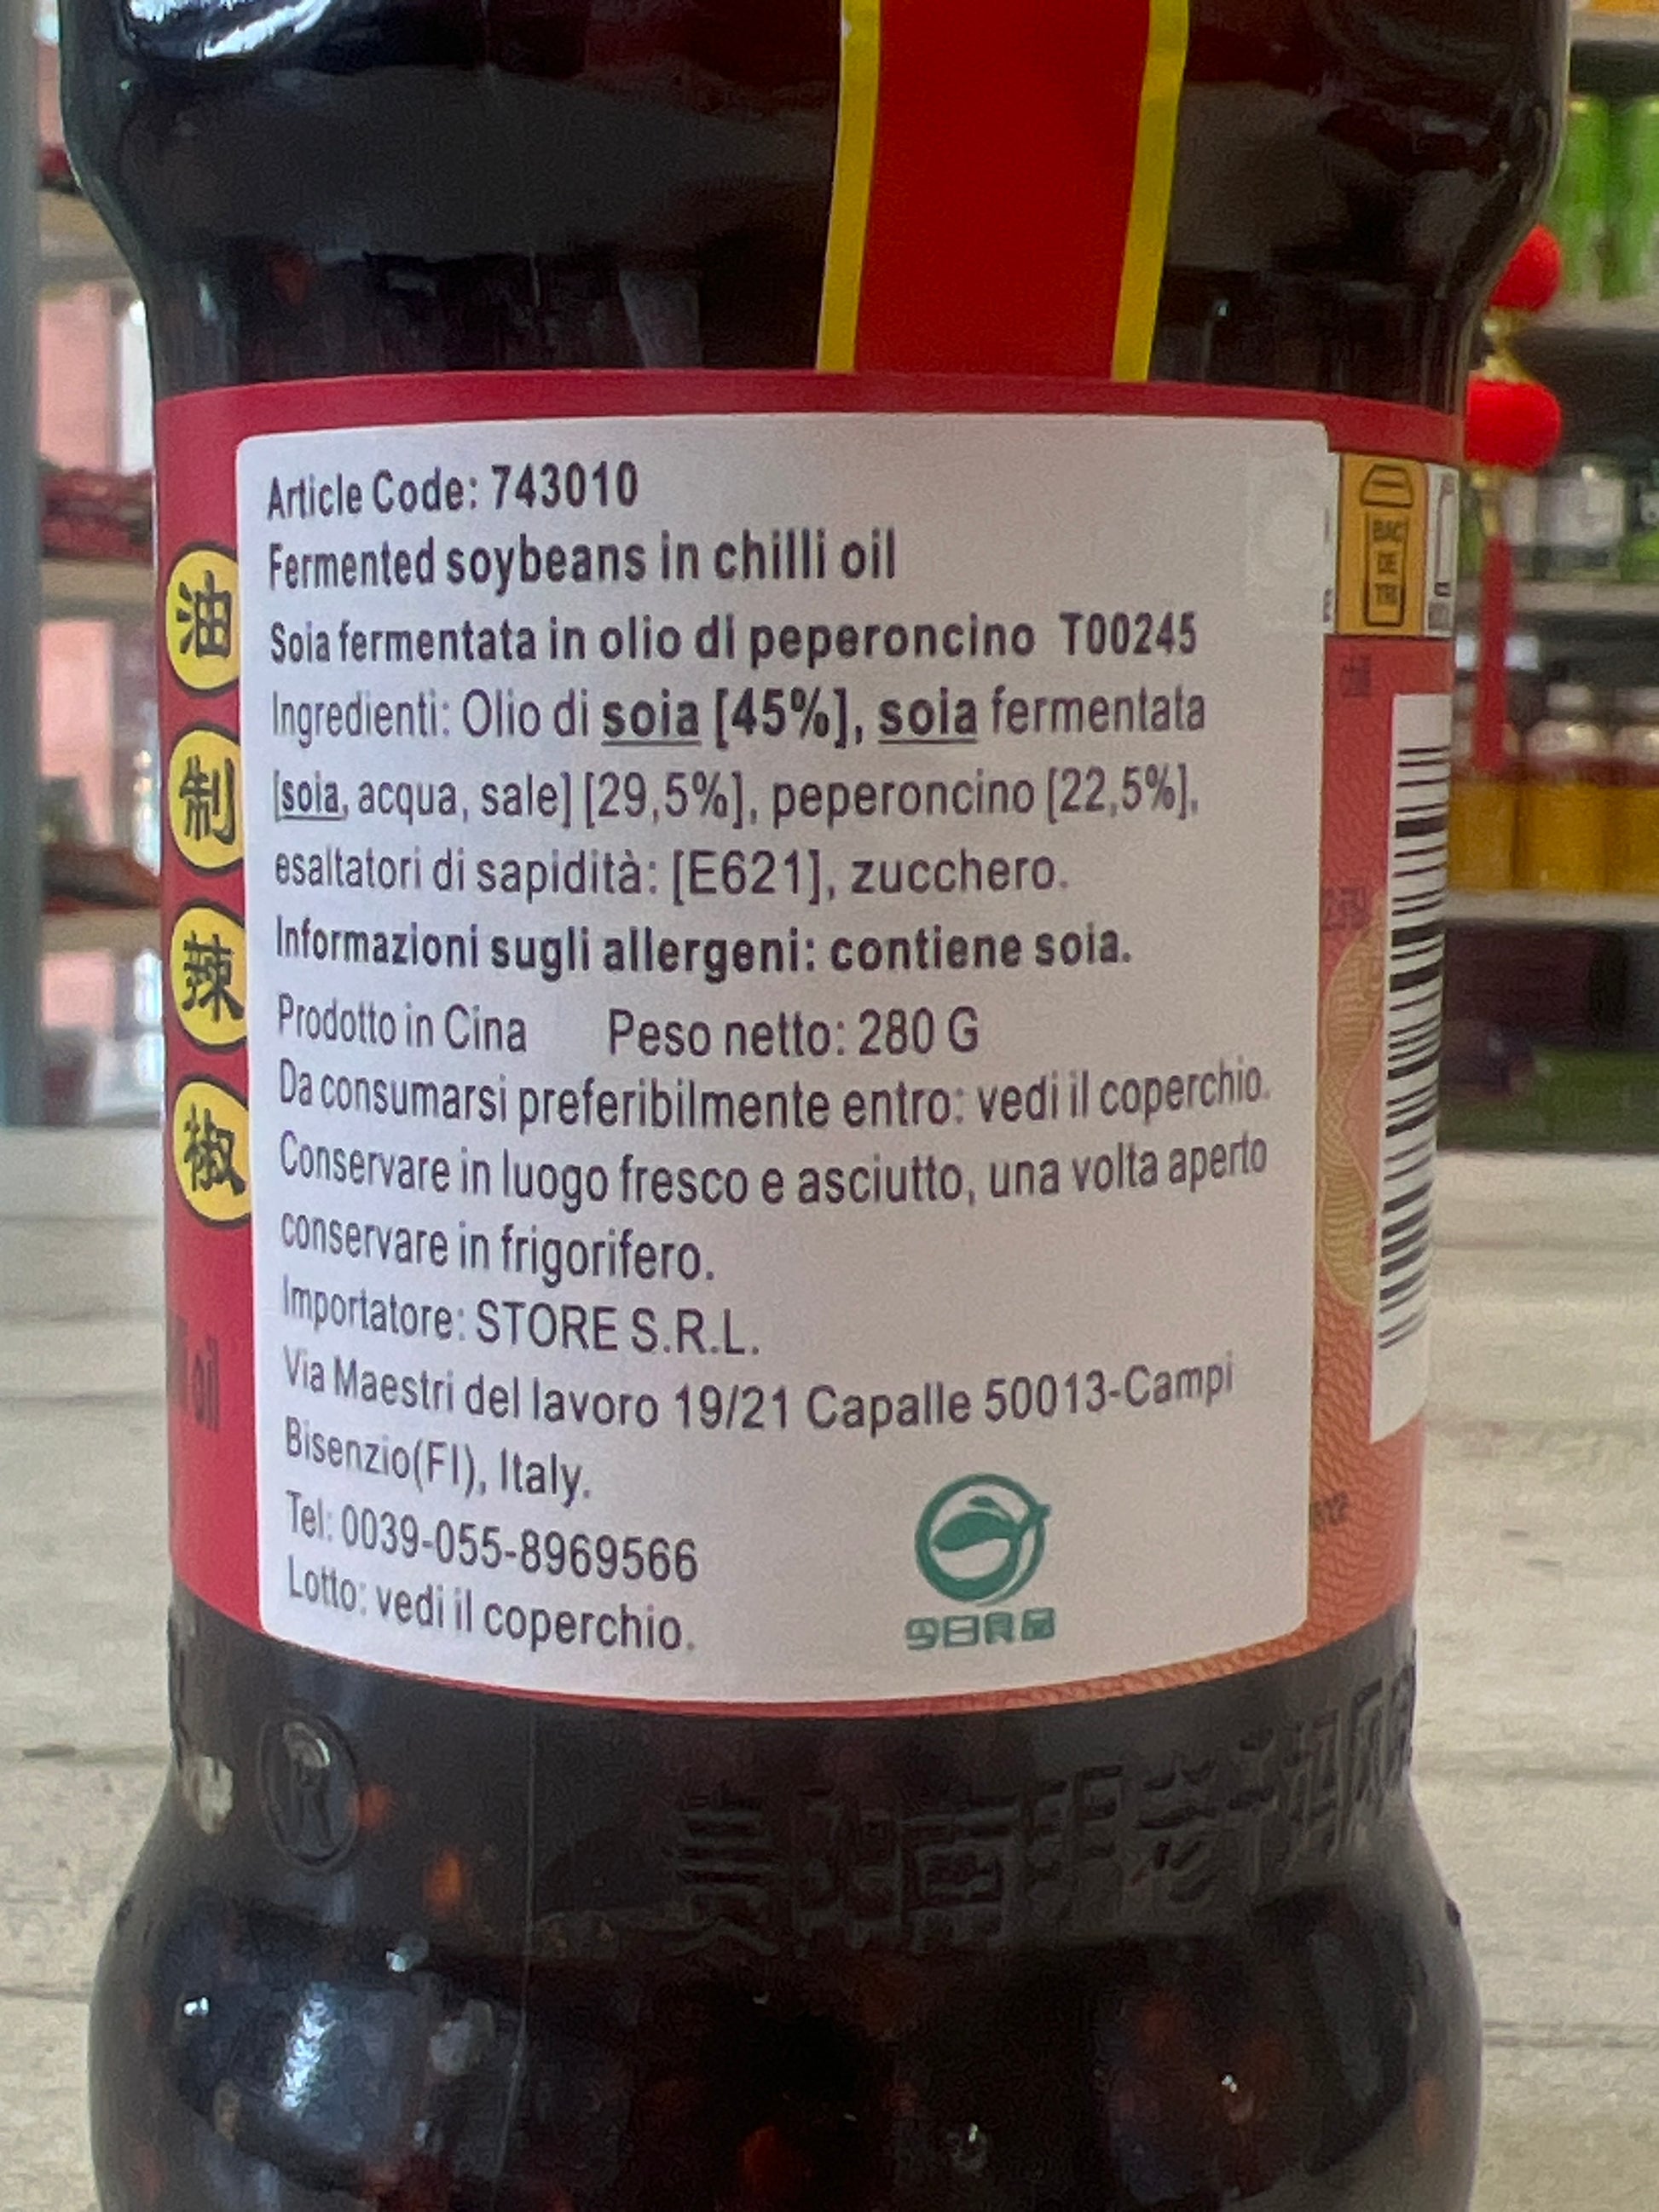 Article Code: 743010
Fermented soybeans in chilli oil
Soia fermentata in olio di peperoncino T00245
Ingredienti: Olio di soia [45%], soia fermentata
[soia, acqua, sale] [29,5%], peperoncino [22,5%],
esaltatori di sapidità: [E621], zucchero.
Informazioni sugli allergeni: contiene soia.
Prodotto in Cina Peso netto: 280 G
Da consumarsi preferibilmente entro: vedi il coperchio.
Conservare in luogo fresco e asciutto, una volta aperto
conservare in frigorifero.
Importatore: STORE S.R.L.
Via Maestri del lavoro 19/21 Capalle 50013-Campi
Bisenzio(FI), Italy.
Tel: 0039-055-8969566
Lotto: vedi il coperchio.
今日食品
油
制
辣
椒
oil
BAC
DE
TRI
®